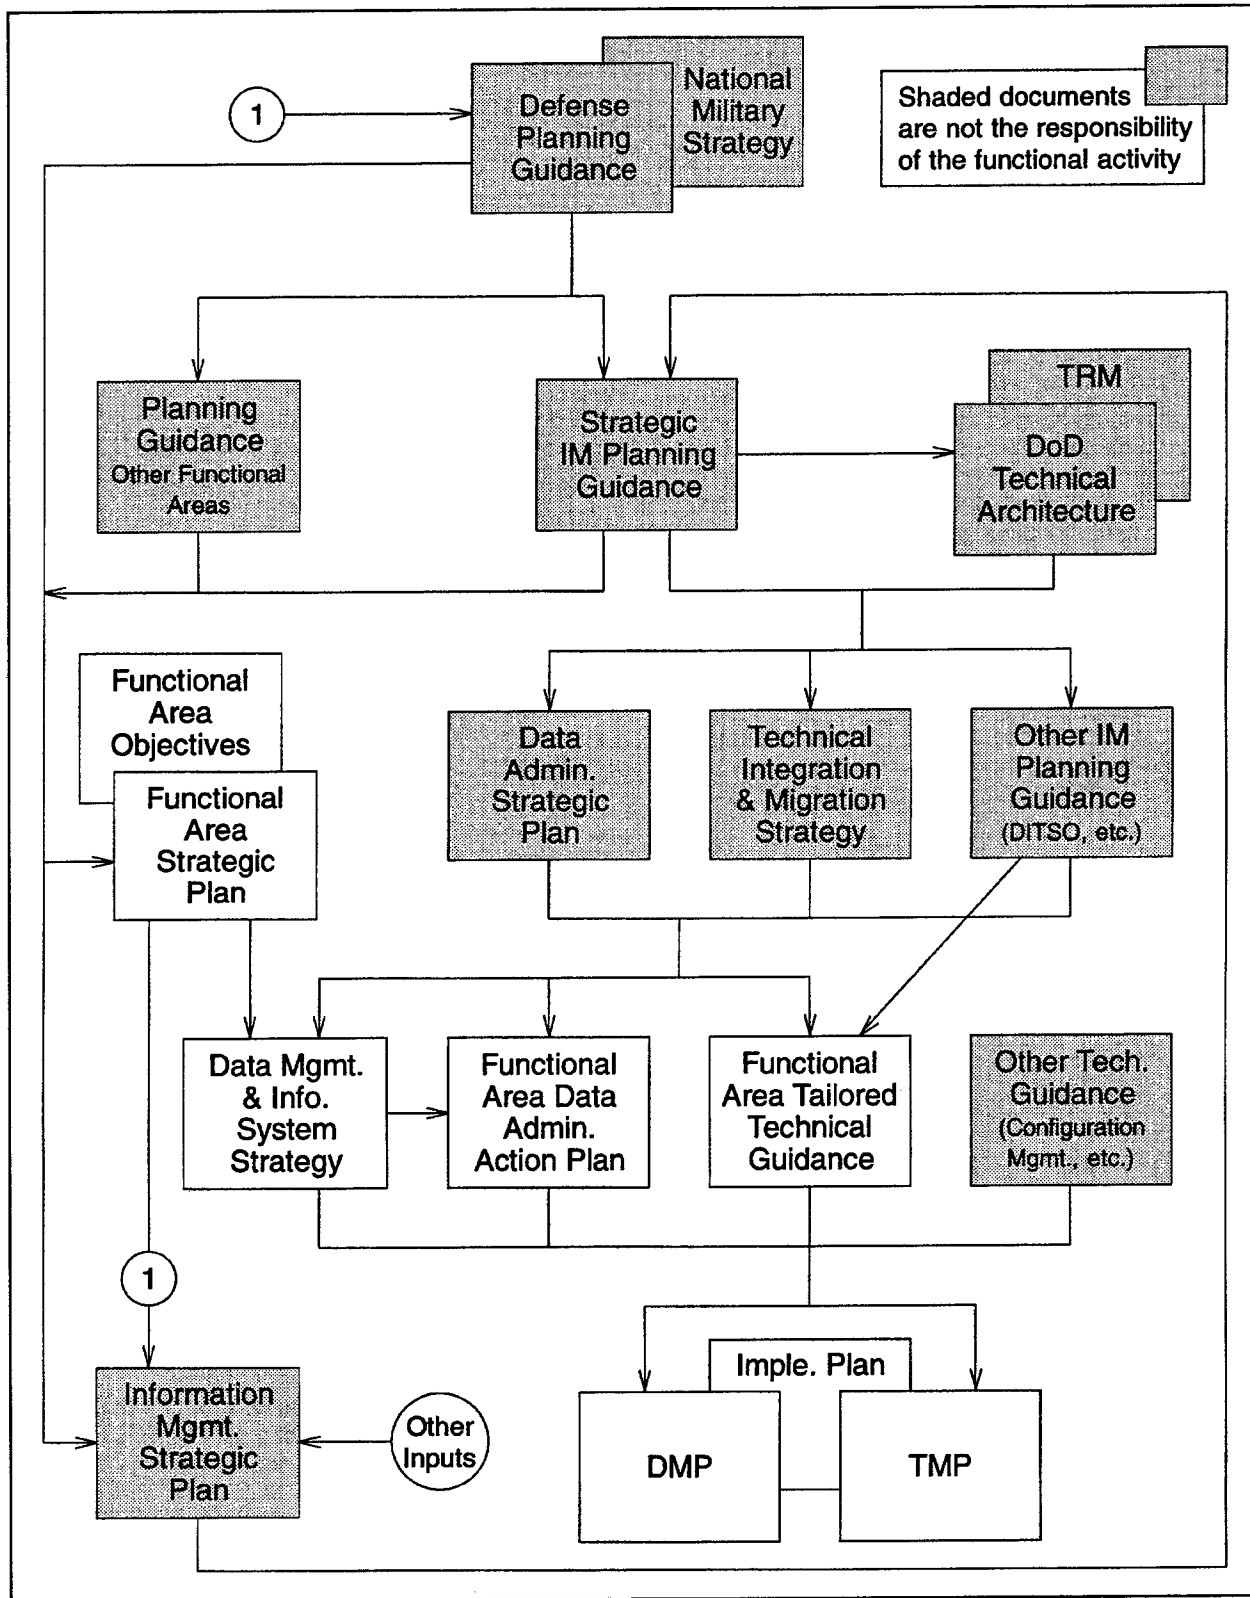 National
Military
Strategy
1
Defense
Planning
Guidance
Shaded documents
are not the responsibility
of the functional activity
Planning
Guidance
Other Functional
Areas
Strategic
IM Planning
Guidance
TRM
DoD
Technical
Architecture
Functional
Area
Objectives
Functional
Area
Strategic
Plan
Data
Admin.
Strategic
Plan
Technical
Integration
& Migration
Strategy
Other IM
Planning
Guidance
(DITSO, etc.)
Data Mgmt.
& Info.
System
Strategy
Functional
Area Data
Admin.
Action Plan
Functional
Area Tailored
Technical
Guidance
Other Tech.
Guidance
(Configuration
Mgmt., etc.)
1
Information
Mgmt.
Strategic
Plan
Other
Inputs
Imple. Plan
DMP
TMP